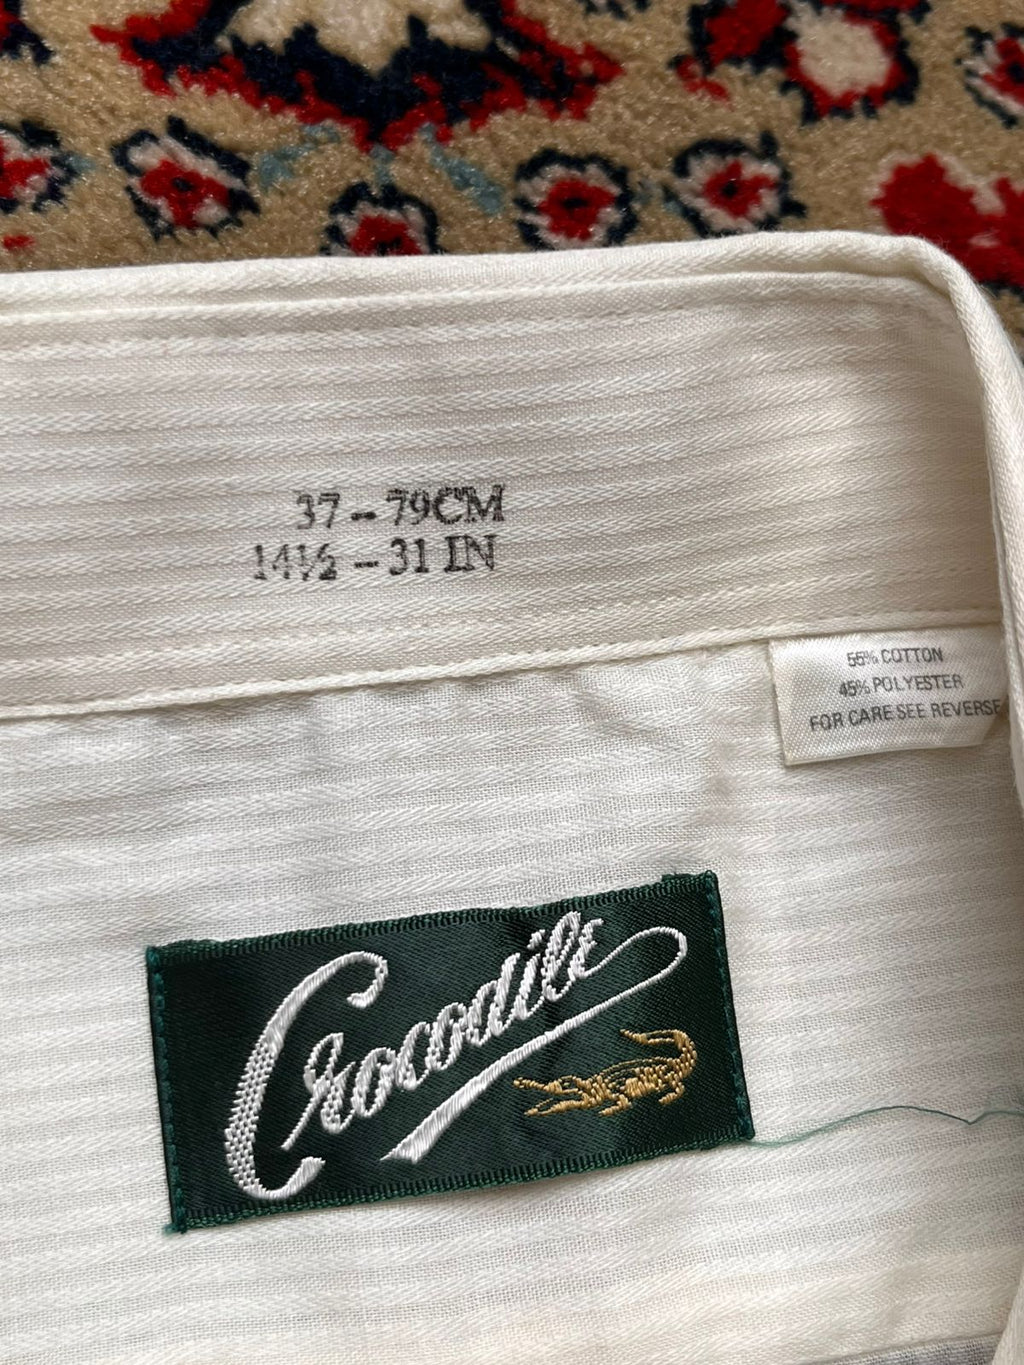 37 – 79CM
14½ – 31 IN
55% COTTON
45% POLYESTER
FOR CARE SEE REVERSE
Crocodile